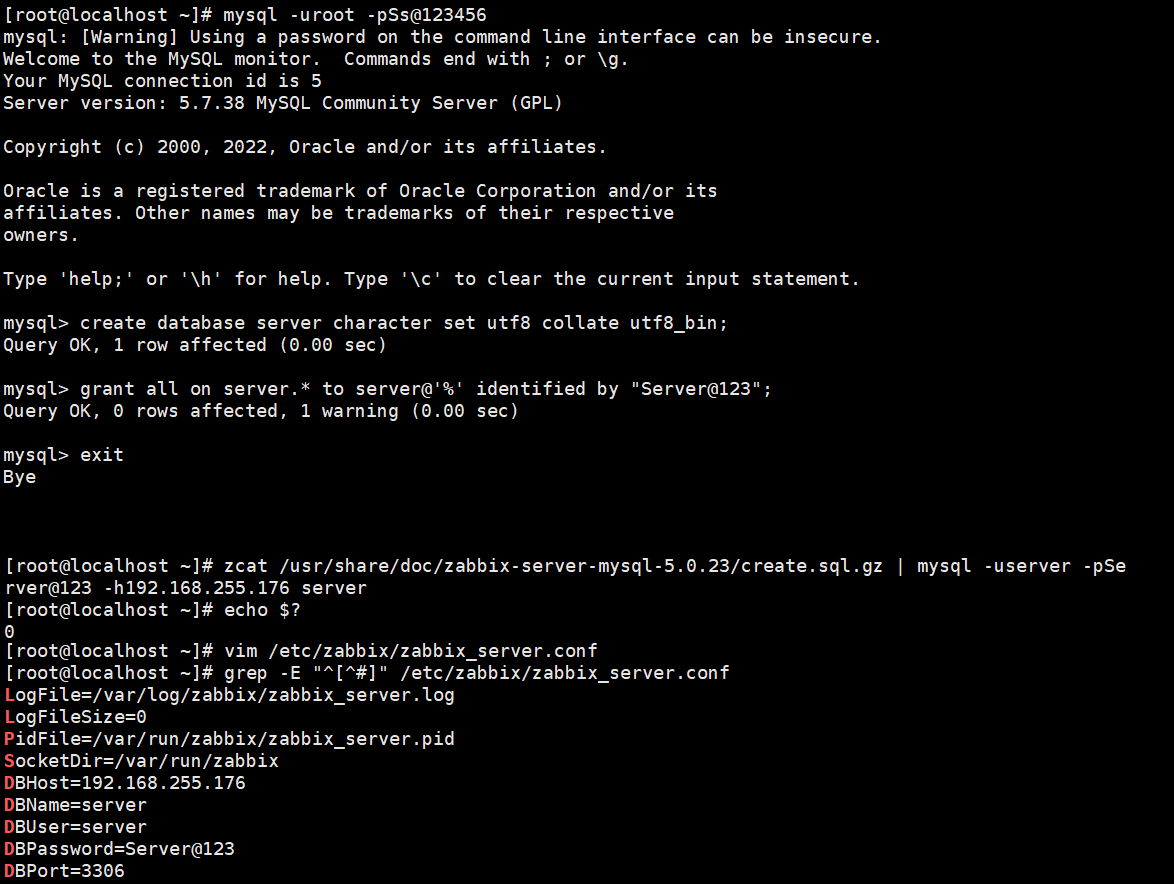 [root@localhost ~]# mysql -uroot -pSs@123456
mysql: [Warning] Using a password on the command line interface can be insecure.
Welcome to the MySQL monitor.  Commands end with ; or \g.
Your MySQL connection id is 5
Server version: 5.7.38 MySQL Community Server (GPL)
Copyright (c) 2000, 2022, Oracle and/or its affiliates.
Oracle is a registered trademark of Oracle Corporation and/or its
affiliates. Other names may be trademarks of their respective
owners.
Type 'help;' or '\h' for help. Type '\c' to clear the current input statement.
mysql> create database server character set utf8 collate utf8_bin;
Query OK, 1 row affected (0.00 sec)
mysql> grant all on server.* to server@'%' identified by "Server@123";
Query OK, 0 rows affected, 1 warning (0.00 sec)
mysql> exit
Bye
[root@localhost ~]# zcat /usr/share/doc/zabbix-server-mysql-5.0.23/create.sql.gz | mysql -userver -pSe
rver@123 -h192.168.255.176 server
[root@localhost ~]# echo $?
0
[root@localhost ~]# vim /etc/zabbix/zabbix_server.conf
[root@localhost ~]# grep -E "^[^#]" /etc/zabbix/zabbix_server.conf
LogFile=/var/log/zabbix/zabbix_server.log
LogFileSize=0
PidFile=/var/run/zabbix/zabbix_server.pid
SocketDir=/var/run/zabbix
DBHost=192.168.255.176
DBName=server
DBUser=server
DBPassword=Server@123
DBPort=3306